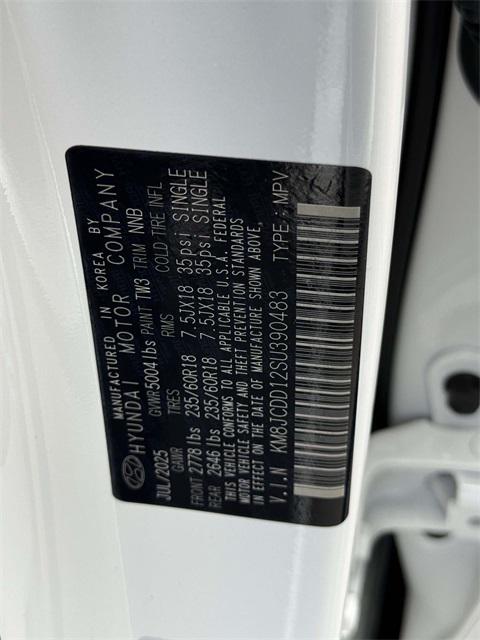 MANUFACTURED IN KOREA BY
HYUNDAI MOTOR COMPANY
JUL/2025 GVWR 5004 lbs PAINT TW3 TRIM NNB
GAWR TIRES RIMS COLD TIRE INFL
FRONT 2778 lbs 235/60R18 7.5JX18 35psi SINGLE
REAR 2646 lbs 235/60R18 7.5JX18 35psi SINGLE
THIS VEHICLE CONFORMS TO ALL APPLICABLE U.S.A. FEDERAL
MOTOR VEHICLE SAFETY AND THEFT PREVENTION STANDARDS
IN EFFECT ON THE DATE OF MANUFACTURE SHOWN ABOVE.
V.I.N KM8JCDD12SU390483 TYPE: MPV